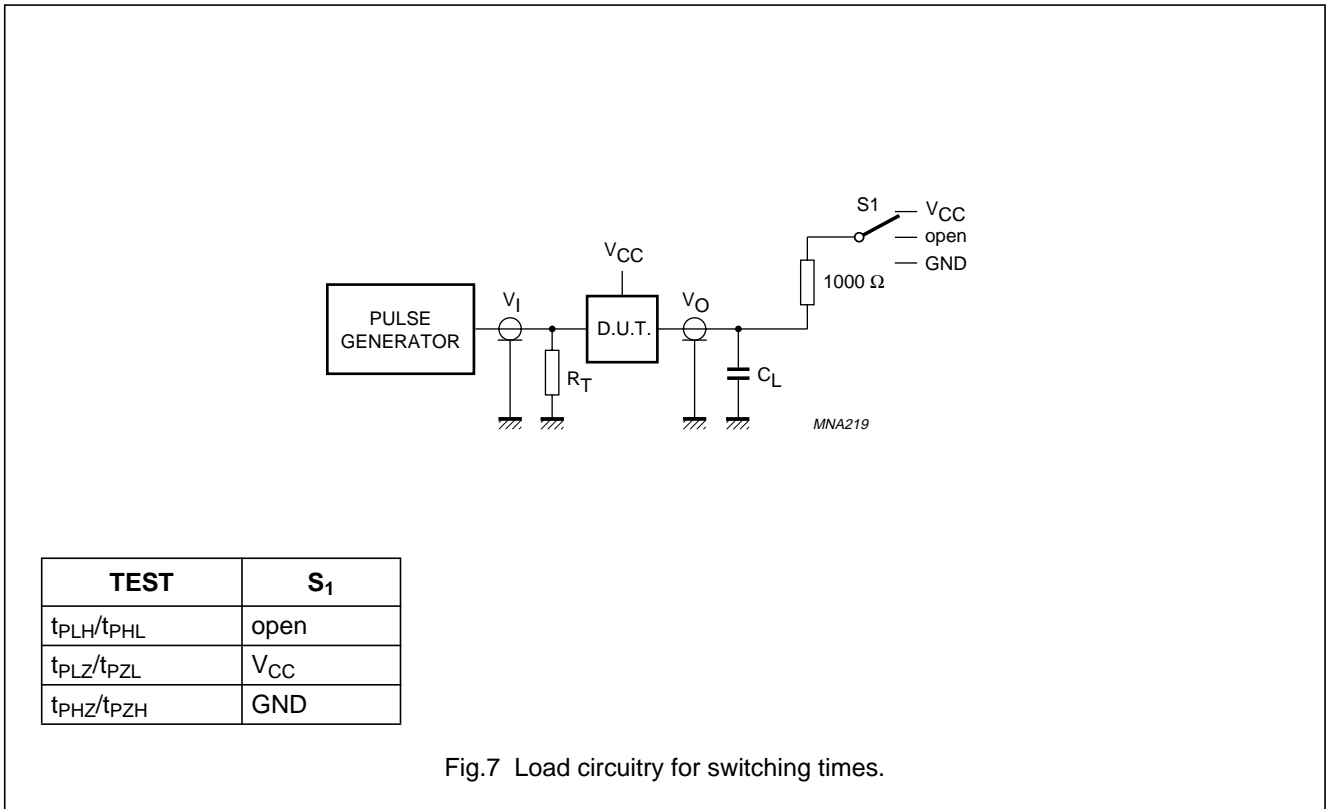 S1
VCC
open
GND
1000 Ω
VCC
PULSE
GENERATOR
VI
D.U.T.
VO
RT
CL
MNA219
TEST S1
tPLH/tPHL open
tPLZ/tPZL VCC
tPHZ/tPZH GND
Fig.7 Load circuitry for switching times.